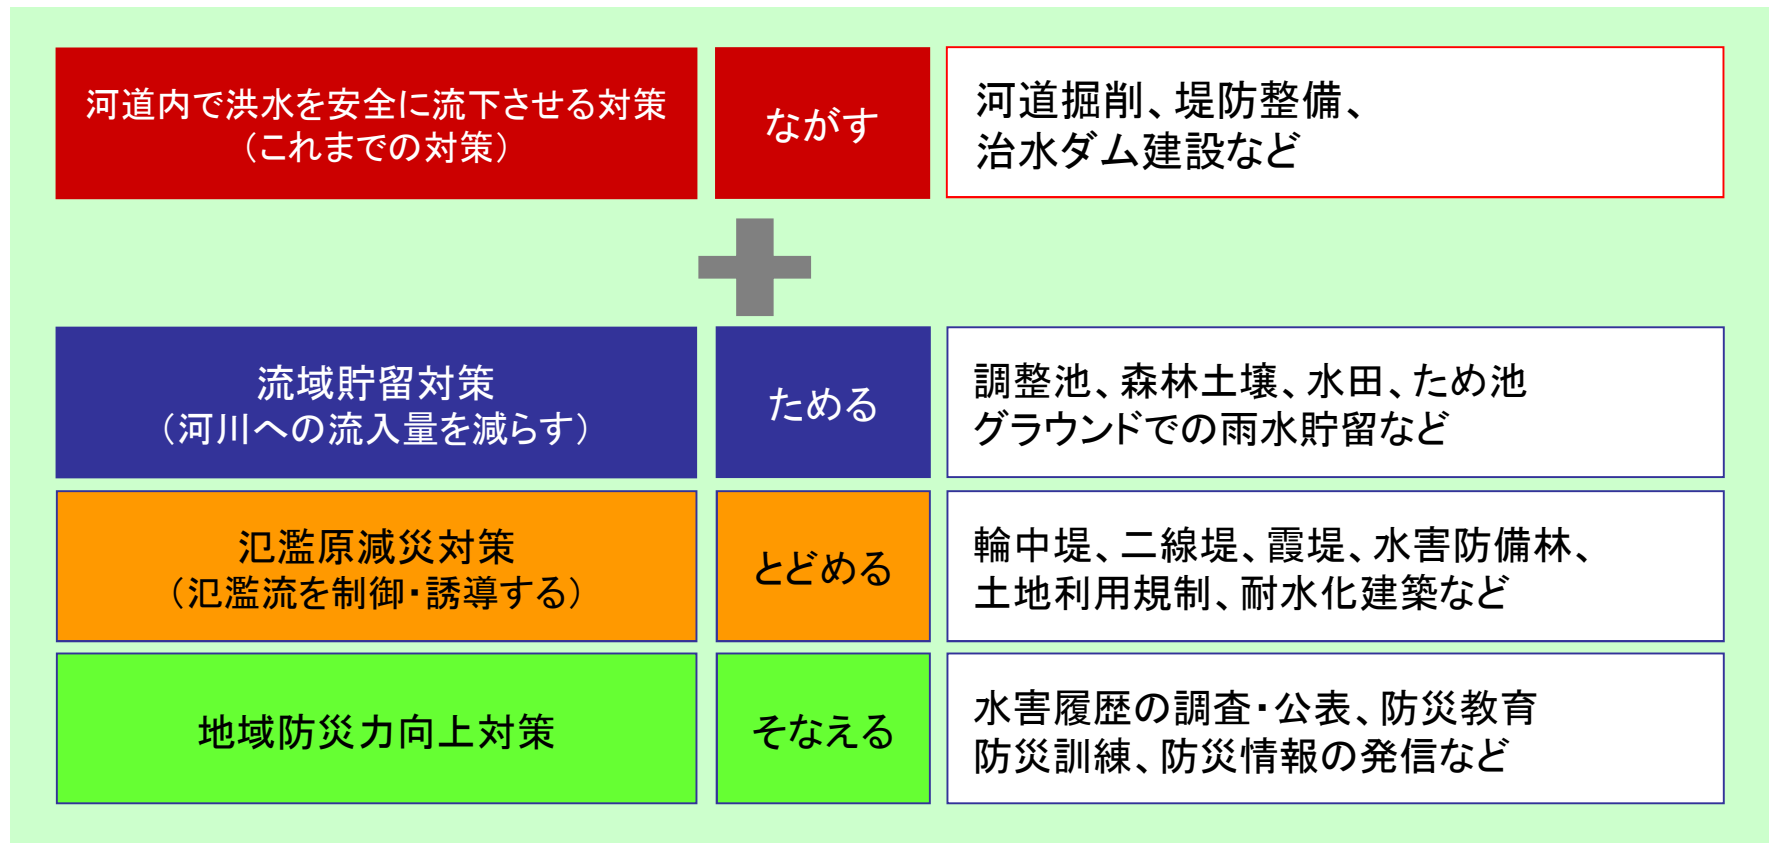 河道内で洪水を安全に流下させる対策
（これまでの対策）
ながす
河道掘削、堤防整備、
治水ダム建設など
流域貯留対策
（河川への流入量を減らす）
ためる
調整池、森林土壌、水田、ため池
グラウンドでの雨水貯留など
氾濫原減災対策
（氾濫流を制御・誘導する）
とどめる
輪中堤、二線堤、霞堤、水害防備林、
土地利用規制、耐水化建築など
地域防災力向上対策
そなえる
水害履歴の調査・公表、防災教育
防災訓練、防災情報の発信など